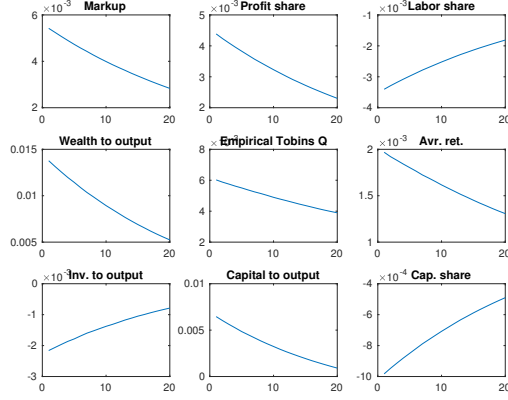 ×10⁻³ Markup
6
4
2
0 10 20
×10⁻³ Profit share
5
4
3
2
0 10 20
×10⁻³ Labor share
-1
-2
-3
-4
0 10 20
Wealth to output
0.015
0.01
0.005
0 10 20
×10⁻³ Empirical Tobins Q
8
6
4
2
0 10 20
×10⁻³ Avr. ret.
2
1.5
1
0 10 20
×10⁻³ Inv. to output
0
-1
-2
-3
0 10 20
Capital to output
0.01
0.005
0
0 10 20
×10⁻⁴ Cap. share
-4
-6
-8
-10
0 10 20